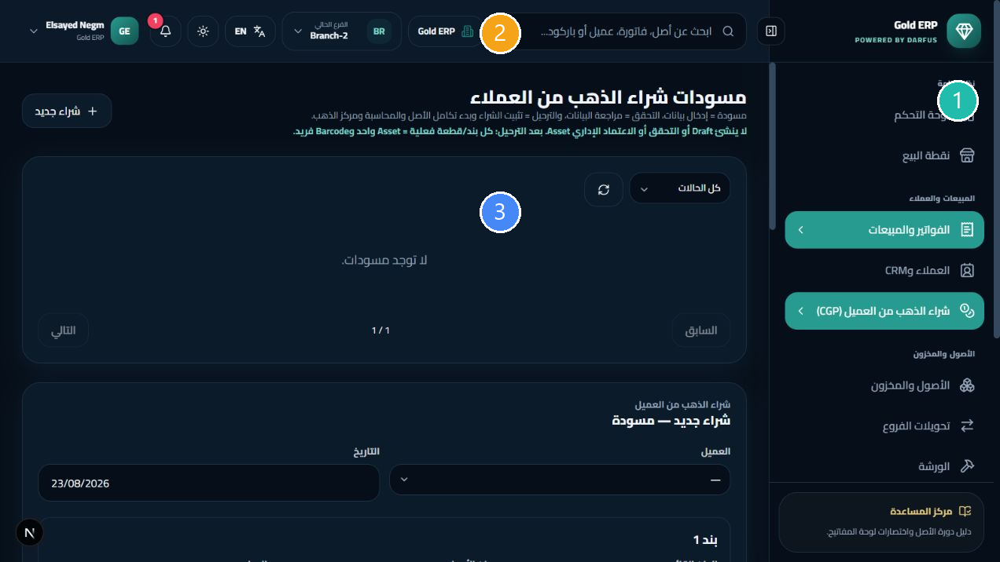 Gold ERP
POWERED BY DARFUS
ابحث عن أصل، فاتورة، عميل أو باركود...
2
Gold ERP
BR
الفرع الحالي
Branch-2
EN
1
GE
Elsayed Negm
Gold ERP
1
التحكم
نقطة البيع
المبيعات والعملاء
الفواتير والمبيعات
العملاء وCRM
شراء الذهب من العميل (CGP)
الأصول والمخزون
الأصول والمخزون
تحويلات الفروع
الورشة
مركز المساعدة
دليل دورة الأصل واختصارات لوحة المفاتيح.
مسودات شراء الذهب من العملاء
شراء جديد
مسودة = إدخال بيانات، التحقق = مراجعة البيانات، والترحيل = تثبيت الشراء وبدء تكامل الأصل والمحاسبة ومركز الذهب.
لا ينشئ Draft أو التحقق أو الاعتماد الإداري Asset. بعد الترحيل: كل بند/قطعة فعلية = Asset واحد وBarcode فريد.
كل الحالات
3
لا توجد مسودات.
السابق
1 / 1
التالي
شراء الذهب من العميل
شراء جديد — مسودة
العميل
التاريخ
—
23/08/2026
بند 1
N